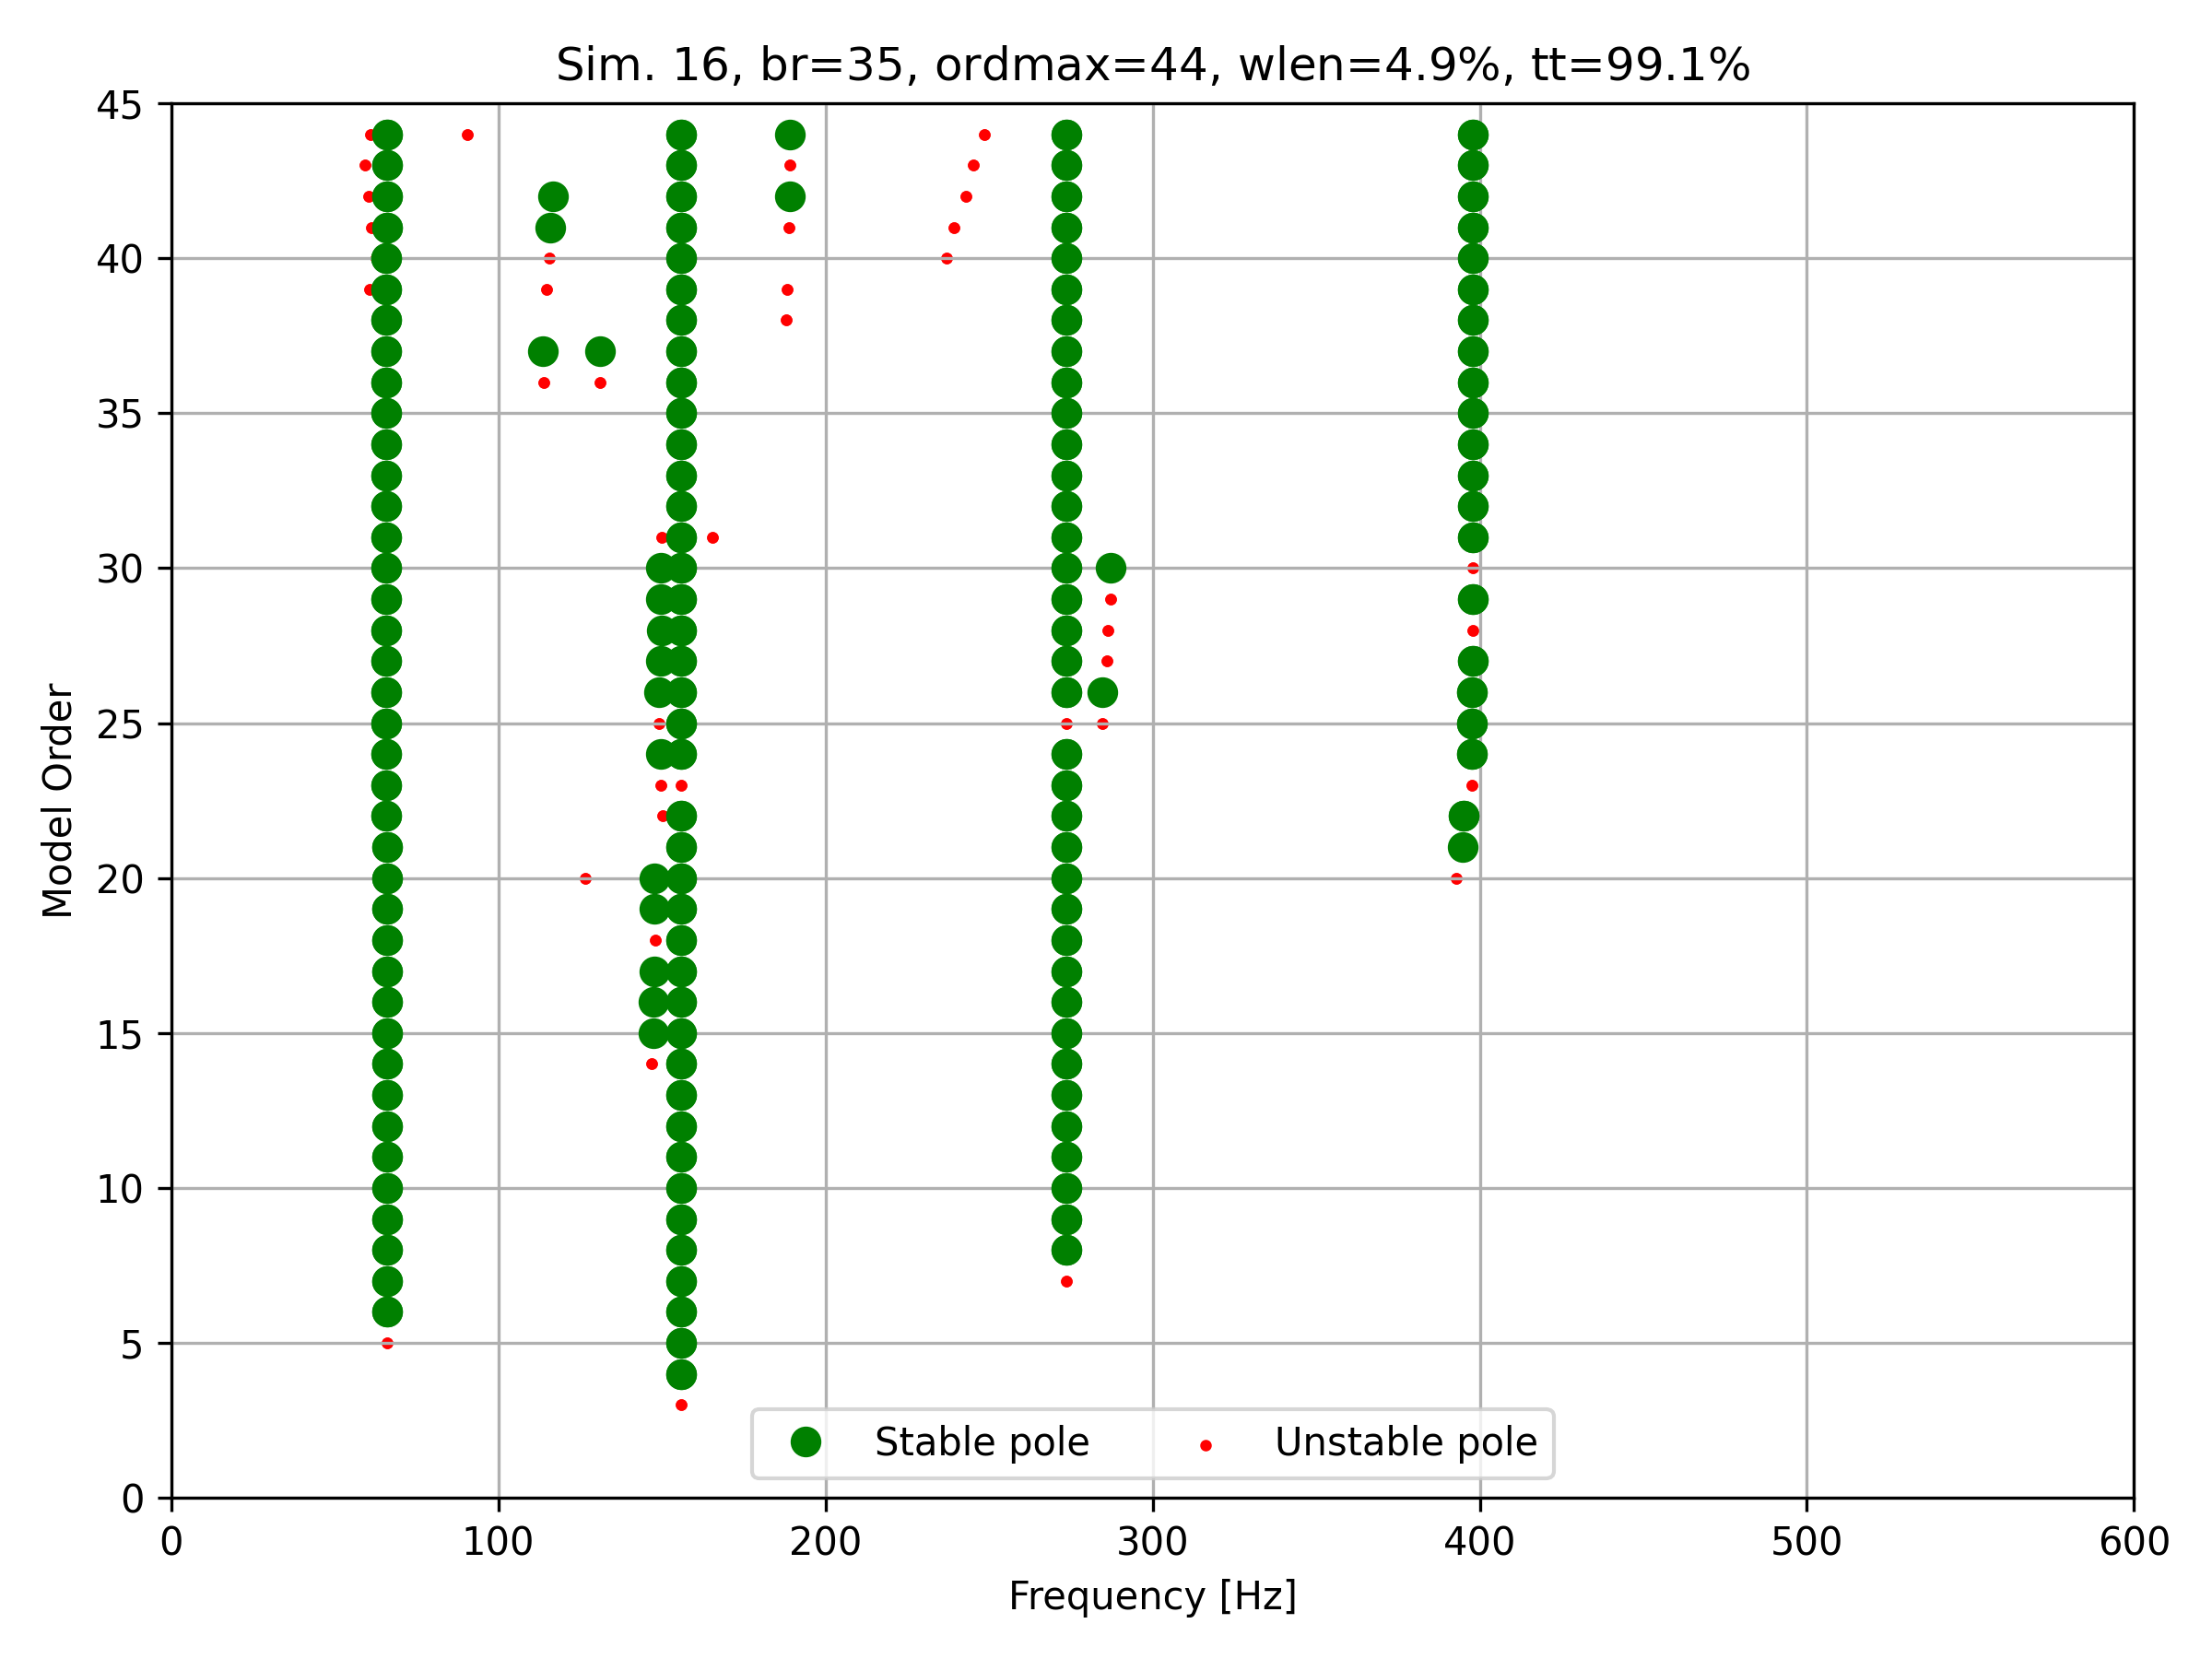 Sim. 16, br=35, ordmax=44, wlen=4.9%, tt=99.1%
45
40
35
30
25
20
15
10
5
0
Model Order
Stable pole Unstable pole
0 100 200 300 400 500 600
Frequency [Hz]